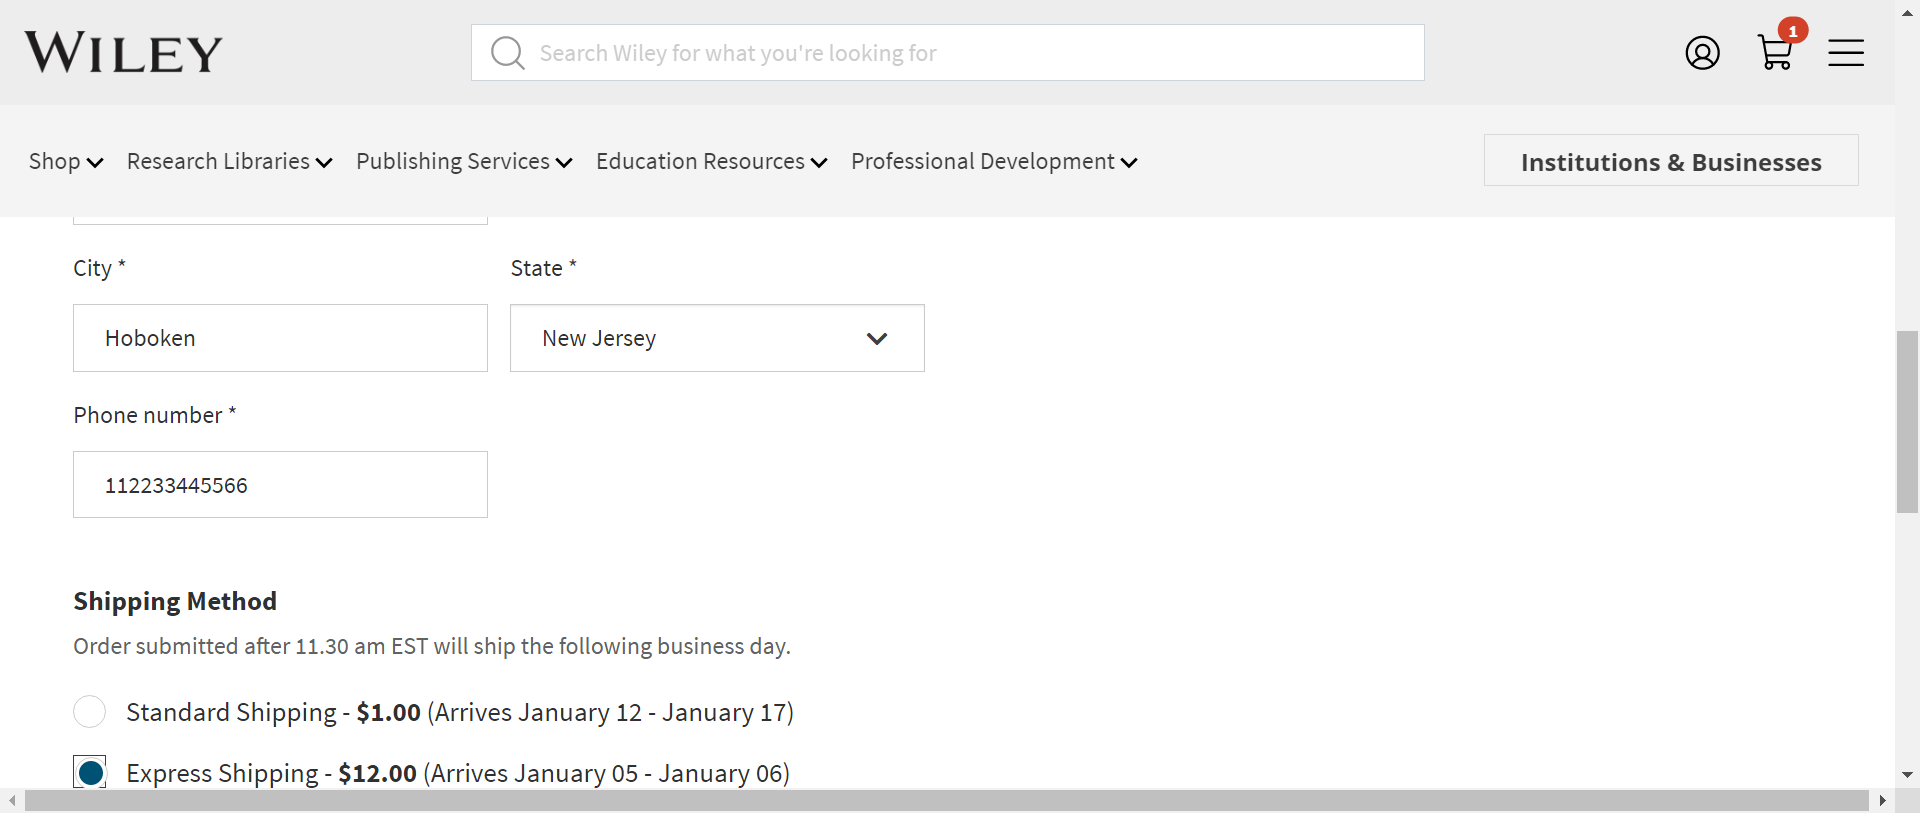 WILEY
Search Wiley for what you're looking for
1
Shop Research Libraries Publishing Services Education Resources Professional Development
Institutions & Businesses
City * State *
Hoboken New Jersey
Phone number *
112233445566
Shipping Method
Order submitted after 11.30 am EST will ship the following business day.
Standard Shipping - $1.00 (Arrives January 12 - January 17)
Express Shipping - $12.00 (Arrives January 05 - January 06)